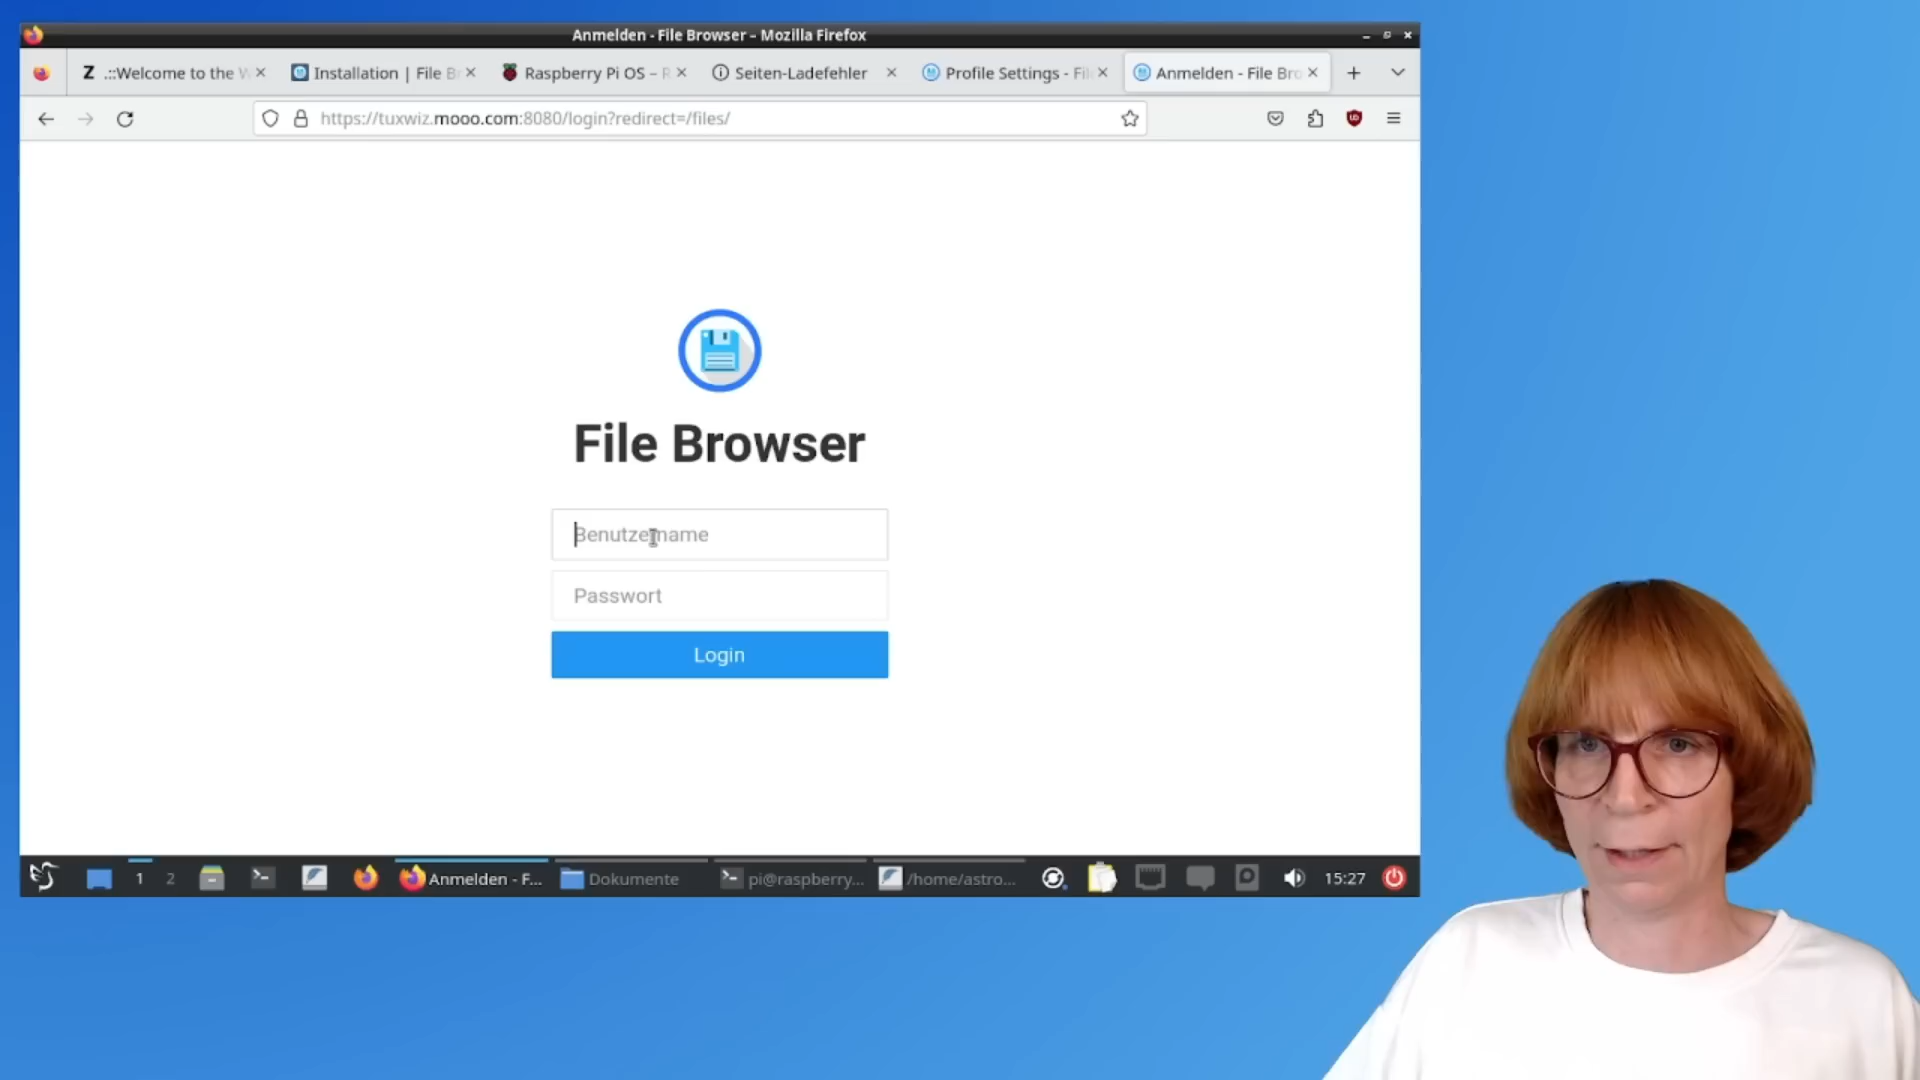 Anmelden - File Browser – Mozilla Firefox
Z .::Welcome to the W
Installation | File Br
Raspberry Pi OS – R
Seiten-Ladefehler
Profile Settings - Fil
Anmelden - File Bro
https://tuxwiz.mooo.com:8080/login?redirect=/files/
File Browser
Benutzername
Passwort
Login
1
2
Anmelden - F...
Dokumente
pi@raspberry...
/home/astro...
15:27